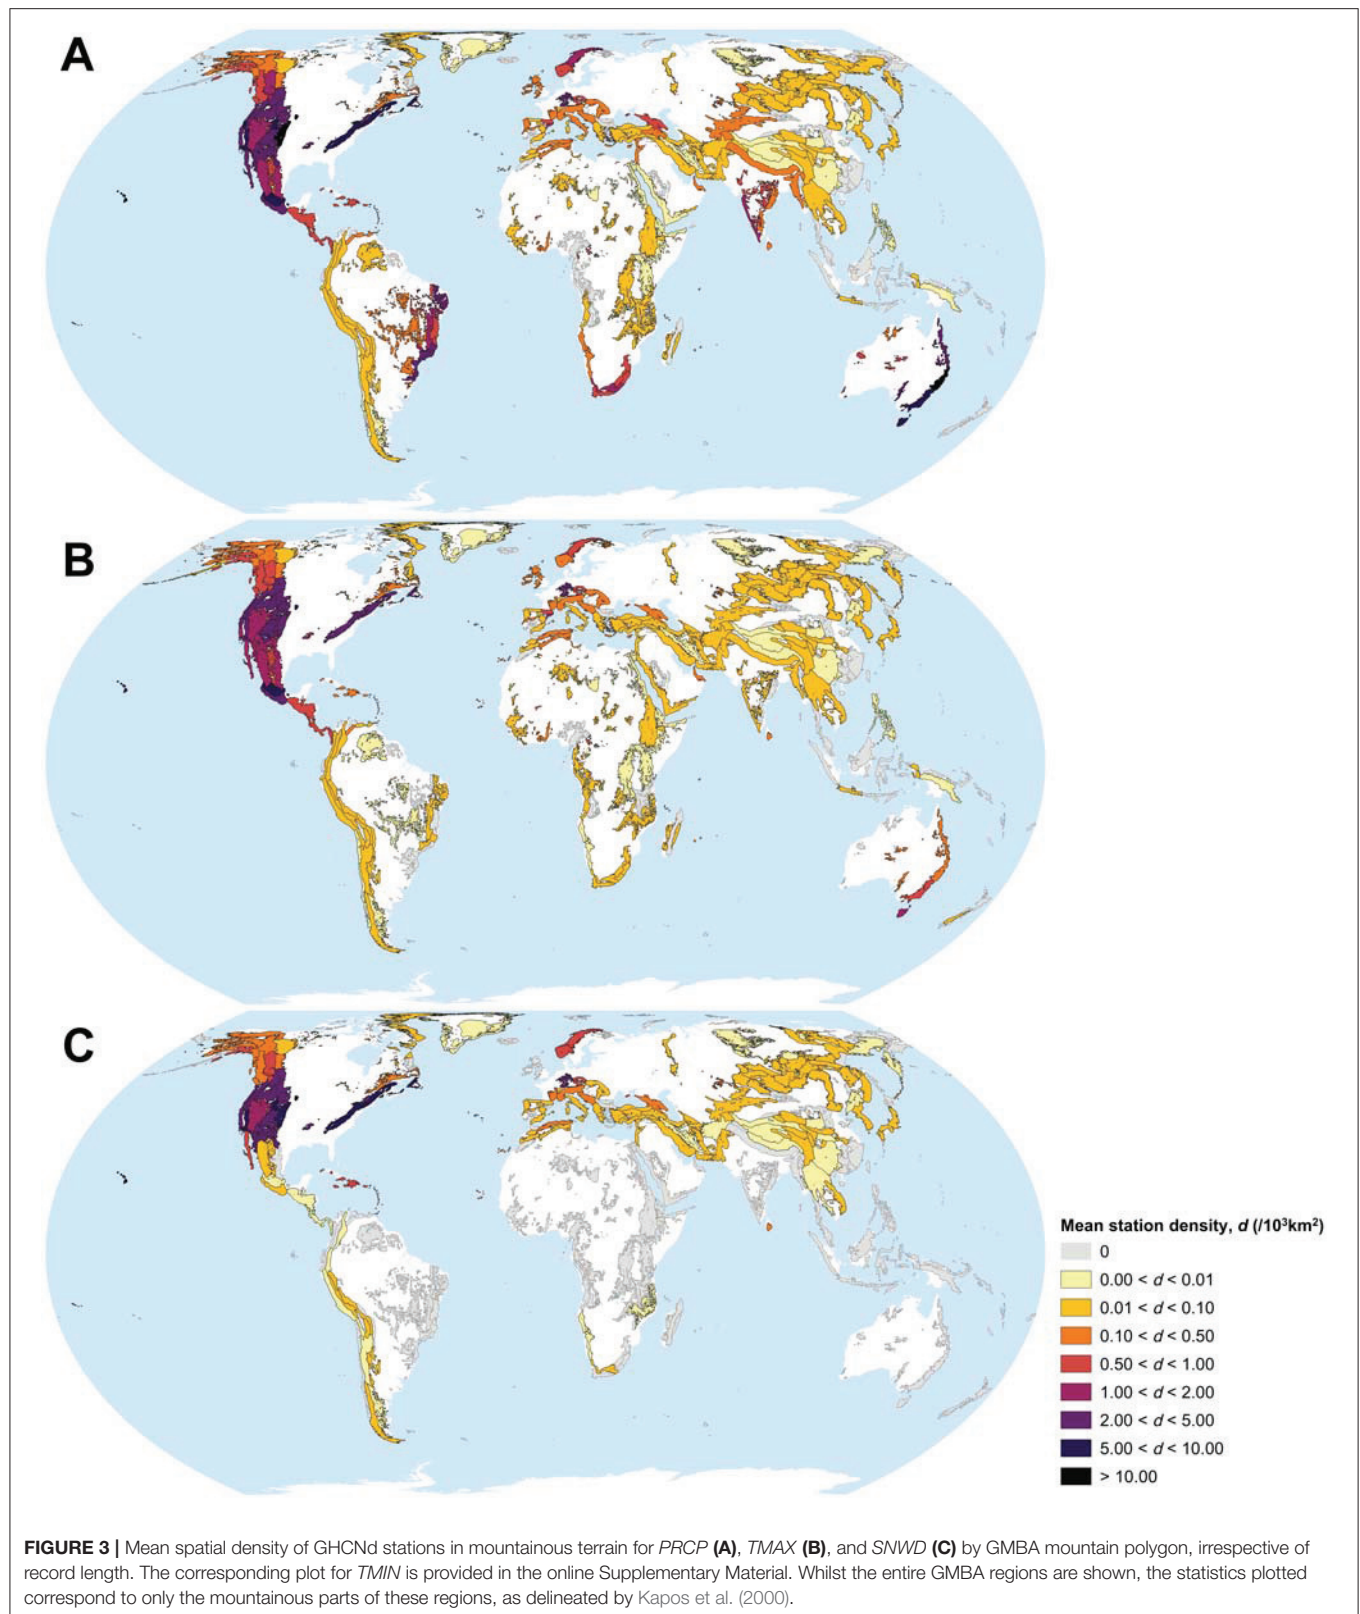 A
B
C
Mean station density, d (/10³km²)
0
0.00 < d < 0.01
0.01 < d < 0.10
0.10 < d < 0.50
0.50 < d < 1.00
1.00 < d < 2.00
2.00 < d < 5.00
5.00 < d < 10.00
> 10.00
FIGURE 3 | Mean spatial density of GHCNd stations in mountainous terrain for PRCP (A), TMAX (B), and SNWD (C) by GMBA mountain polygon, irrespective of
record length. The corresponding plot for TMIN is provided in the online Supplementary Material. Whilst the entire GMBA regions are shown, the statistics plotted
correspond to only the mountainous parts of these regions, as delineated by Kapos et al. (2000).